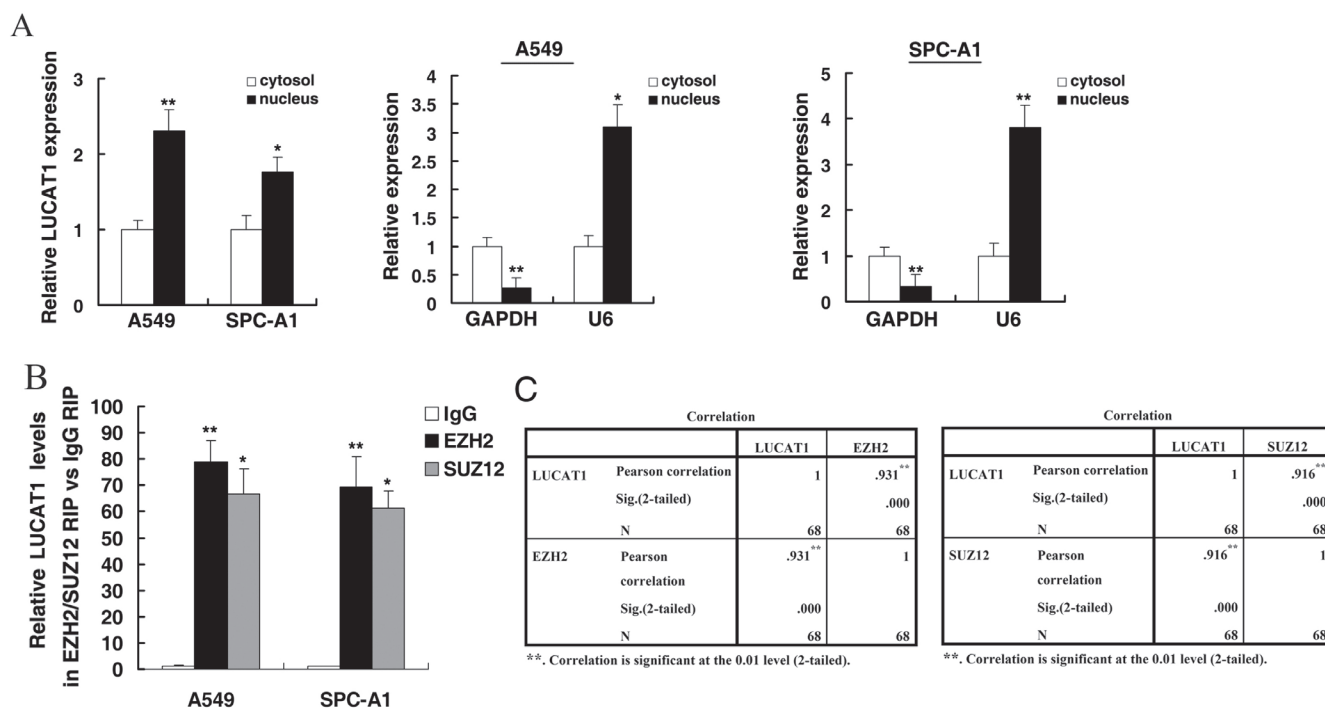 A
Relative LUCAT1 expression
3
2
1
0
cytosol
nucleus
**
*
A549 SPC-A1
A549
Relative expression
4
3.5
3
2.5
2
1.5
1
0.5
0
cytosol
nucleus
**
*
GAPDH U6
SPC-A1
Relative expression
5
4
3
2
1
0
cytosol
nucleus
**
**
GAPDH U6
B
Relative LUCAT1 levels
in EZH2/SUZ12 RIP vs IgG RIP
100
90
80
70
60
50
40
30
20
10
0
IgG
EZH2
SUZ12
**
*
**
*
A549 SPC-A1
C
Correlation
LUCAT1 EZH2
LUCAT1 Pearson correlation 1 .931**
Sig.(2-tailed) .000
N 68 68
EZH2 Pearson .931** 1
correlation
Sig.(2-tailed) .000
N 68 68
**. Correlation is significant at the 0.01 level (2-tailed).
Correlation
LUCAT1 SUZ12
LUCAT1 Pearson correlation 1 .916**
Sig.(2-tailed) .000
N 68 68
SUZ12 Pearson .916** 1
correlation
Sig.(2-tailed) .000
N 68 68
**. Correlation is significant at the 0.01 level (2-tailed).